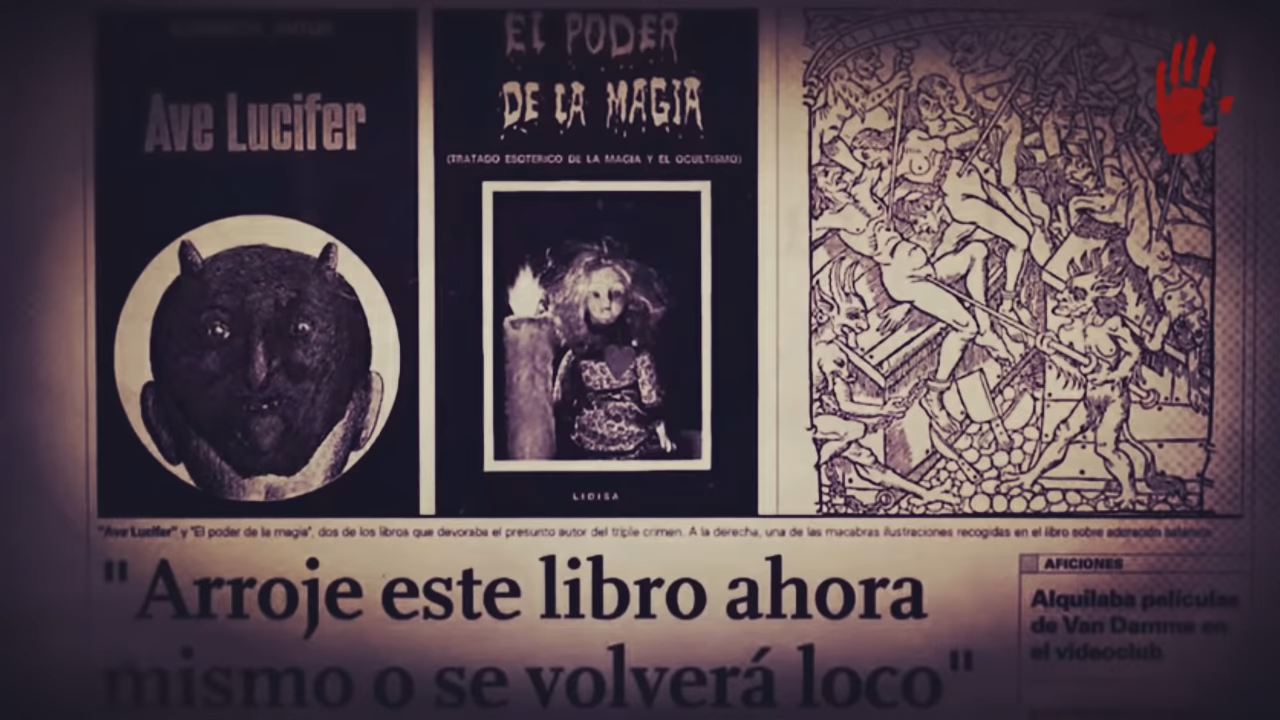 Ave Lucifer
EL PODER
DE LA MAGIA
(TRATADO ESOTERICO DE LA MAGIA Y EL OCULTISMO)
LIDISA
"Ave Lucifer" y "El poder de la magia", dos de los libros que devoraba el presunto autor del triple crimen. A la derecha, una de las macabras ilustraciones recogidas en el libro sobre adoración satánica.
"Arroje este libro ahora
mismo o se volverá loco"
AFICIONES
Alquilaba películas
de Van Damme en
el videoclub